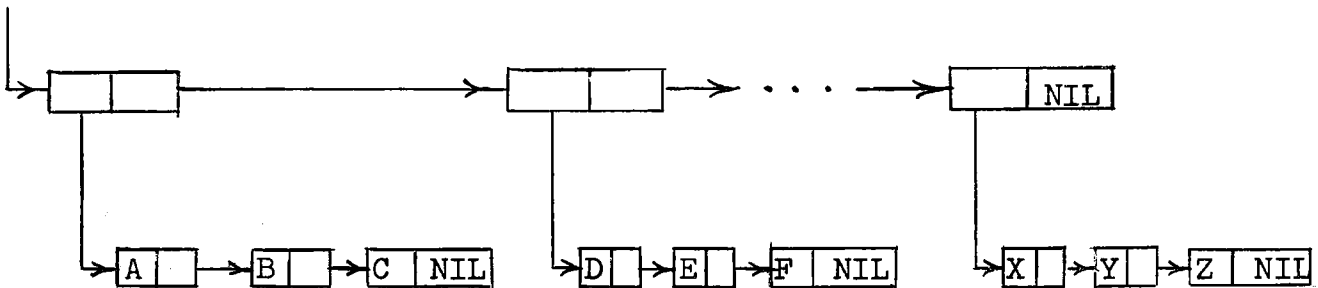 . . . NIL
A B C NIL D E F NIL X Y Z NIL